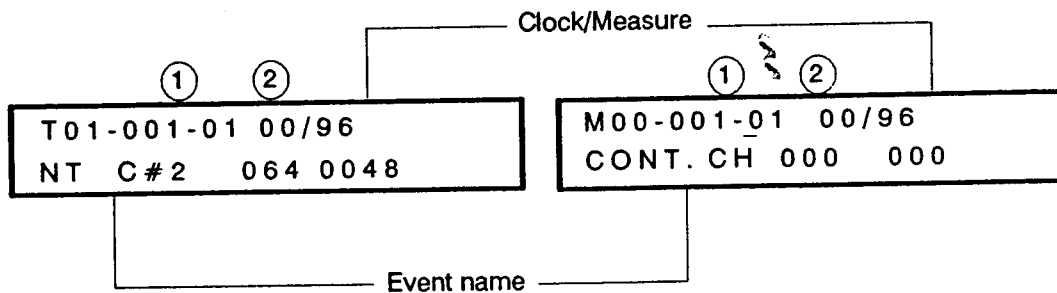 Clock/Measure
1 2
T01-001-01 00/96
NT C#2 064 0048
1 2
M00-001-01 00/96
CONT. CH 000 000
Event name